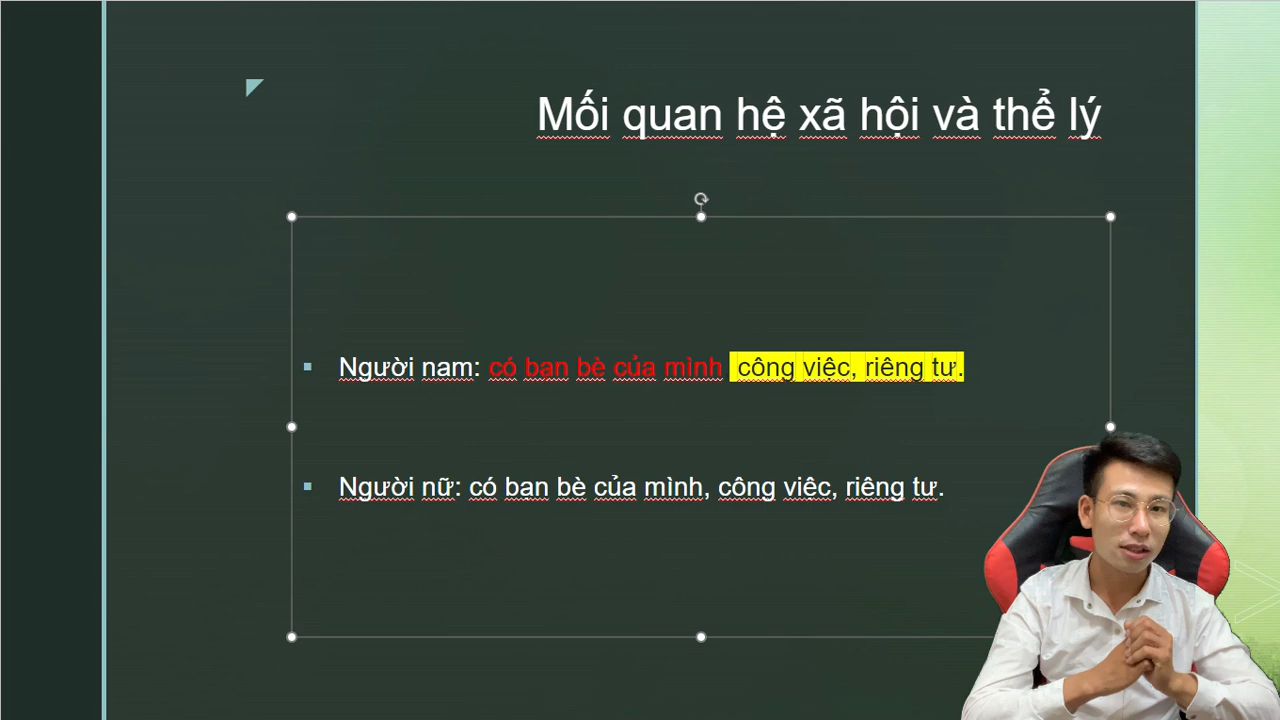 Mối quan hệ xã hội và thể lý
Người nam: có bạn bè của mình công việc, riêng tư.
Người nữ: có bạn bè của mình, công việc, riêng tư.